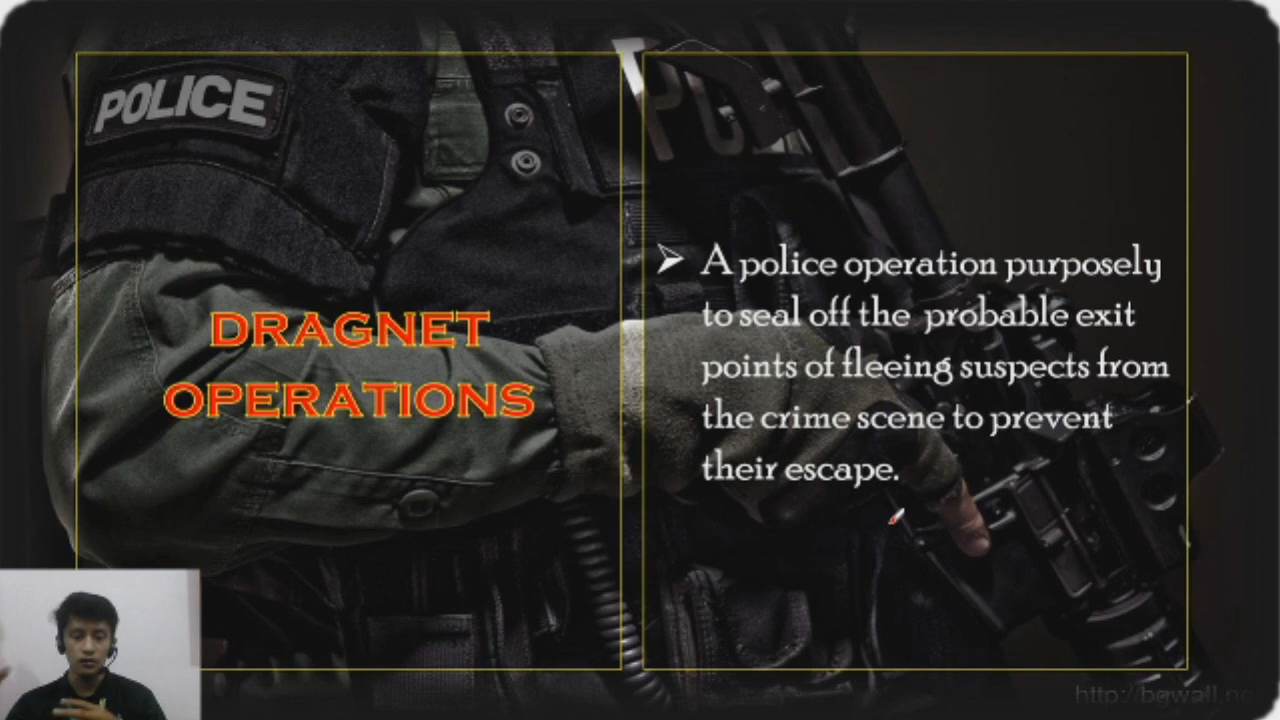 POLICE
PO
DRAGNET
OPERATIONS
A police operation purposely
to seal off the probable exit
points of fleeing suspects from
the crime scene to prevent
their escape.